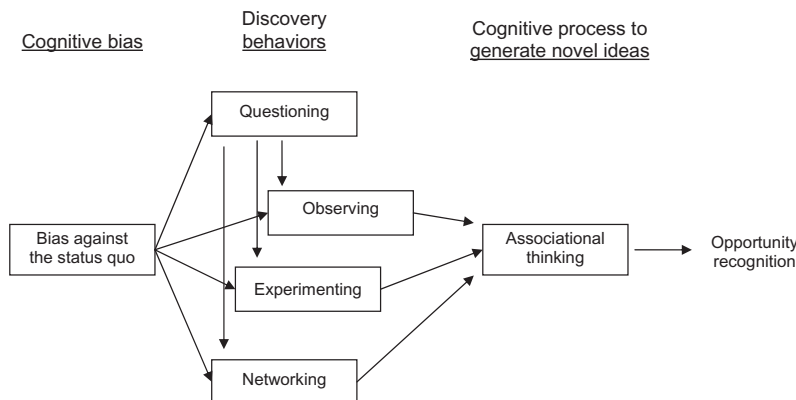 Cognitive bias
Discovery
behaviors
Cognitive process to
generate novel ideas
Questioning
Observing
Bias against
the status quo
Associational
thinking
Opportunity
recognition
Experimenting
Networking